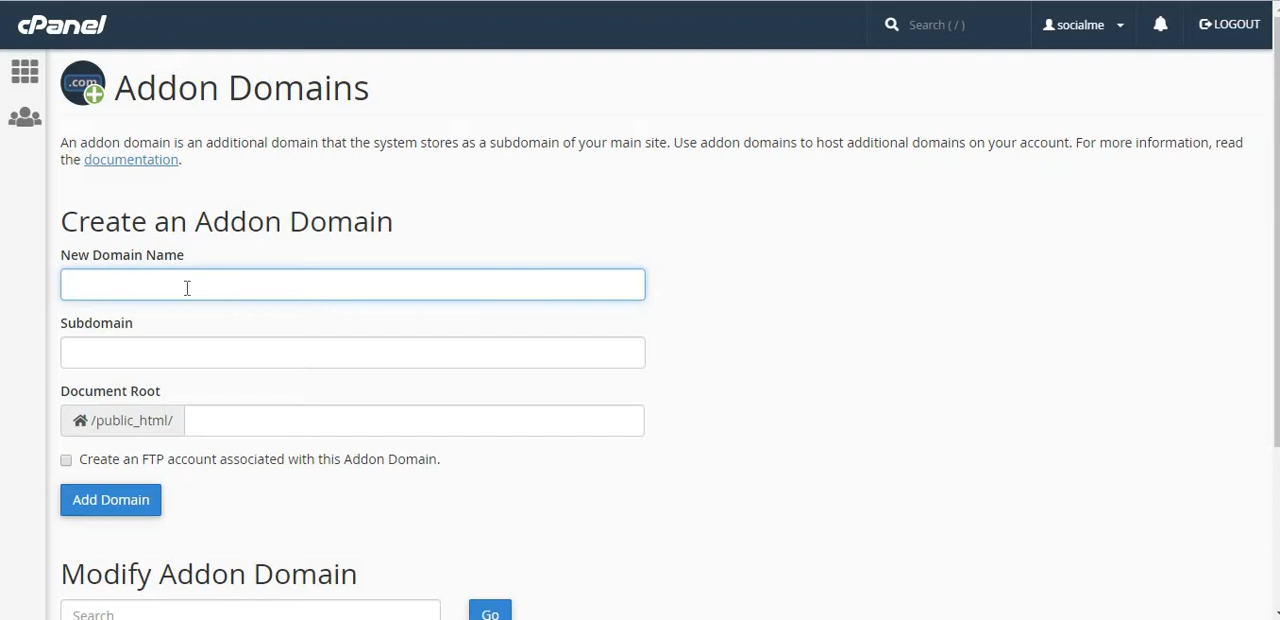 cPanel
Search ( / )
socialme
LOGOUT
.com
Addon Domains
An addon domain is an additional domain that the system stores as a subdomain of your main site. Use addon domains to host additional domains on your account. For more information, read
the documentation.
Create an Addon Domain
New Domain Name
Subdomain
Document Root
/public_html/
Create an FTP account associated with this Addon Domain.
Add Domain
Modify Addon Domain
Search
Go